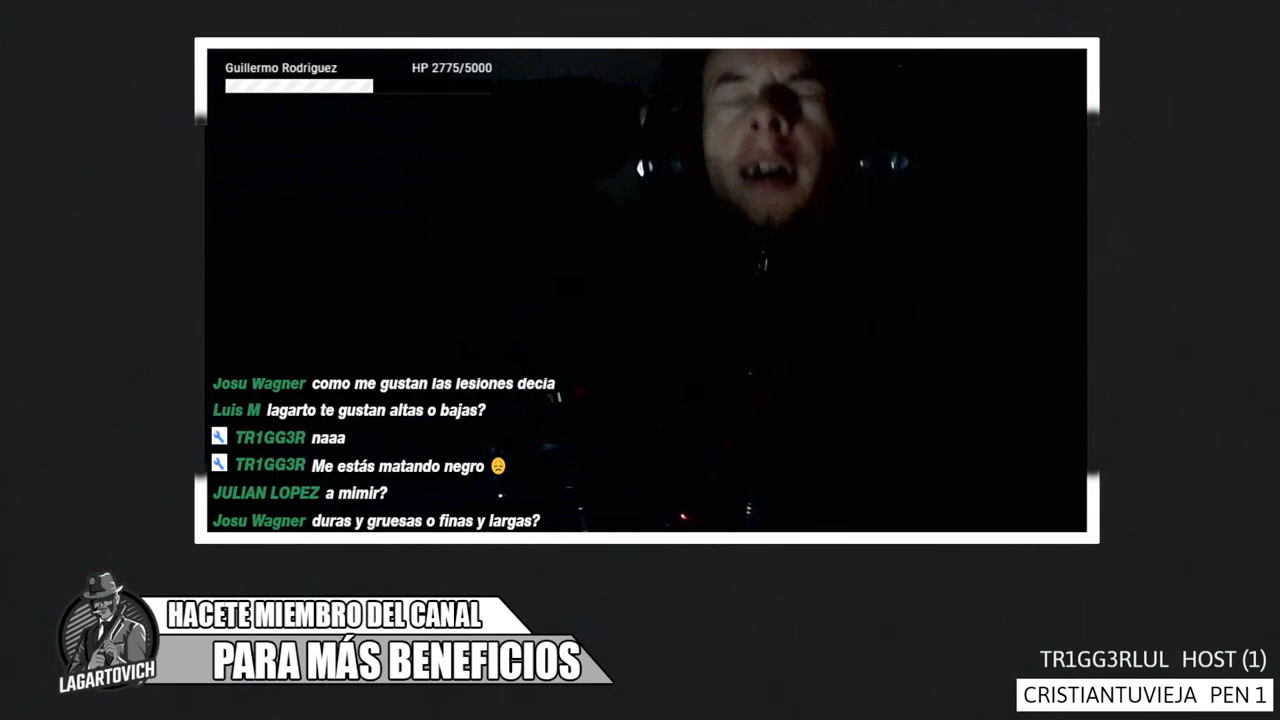 Guillermo Rodriguez HP 2775/5000
Josu Wagner como me gustan las lesiones decia
Luis M lagarto te gustan altas o bajas?
TR1GG3R naaa
TR1GG3R Me estás matando negro 😞
JULIAN LOPEZ a mimir?
Josu Wagner duras y gruesas o finas y largas?
HACETE MIEMBRO DEL CANAL
PARA MÁS BENEFICIOS
LAGARTOVICH
TR1GG3RLUL HOST (1)
CRISTIANTUVIEJA PEN 1